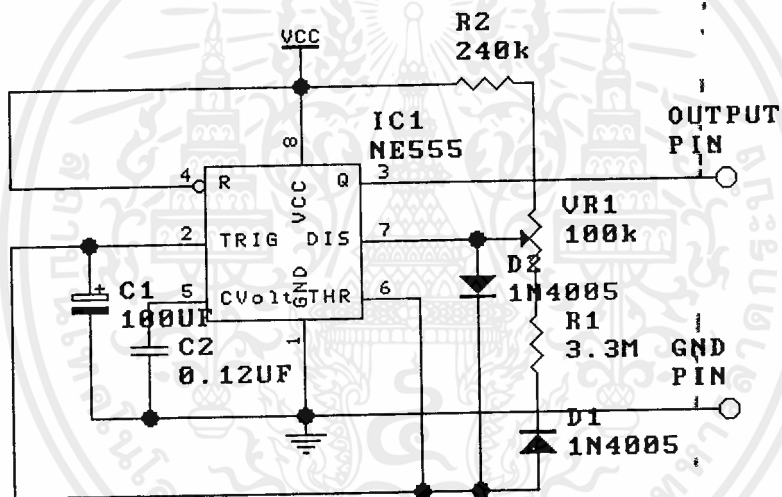 R2
240k
VCC
IC1
NE555
OUTPUT
PIN
8
4
R
VCC
Q
3
2
TRIG
DIS
7
VR1
100k
D2
1N4005
5
CVolt
GND
THR
6
C1
100UF
C2
0.12UF
1
R1
3.3M
GND
PIN
D1
1N4005